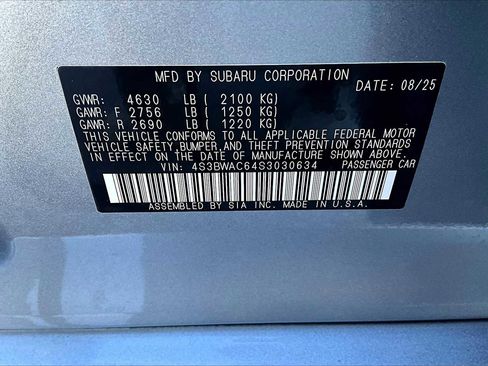 MFD BY SUBARU CORPORATION
DATE: 08/25
GVWR: 4630 LB ( 2100 KG)
GAWR: F 2756 LB ( 1250 KG)
GAWR: R 2690 LB ( 1220 KG)
THIS VEHICLE CONFORMS TO ALL APPLICABLE FEDERAL MOTOR
VEHICLE SAFETY, BUMPER, AND THEFT PREVENTION STANDARDS
IN EFFECT ON THE DATE OF MANUFACTURE SHOWN ABOVE.
VIN: 4S3BWAC64S3030634 PASSENGER CAR
ASSEMBLED BY SIA INC. MADE IN U.S.A.